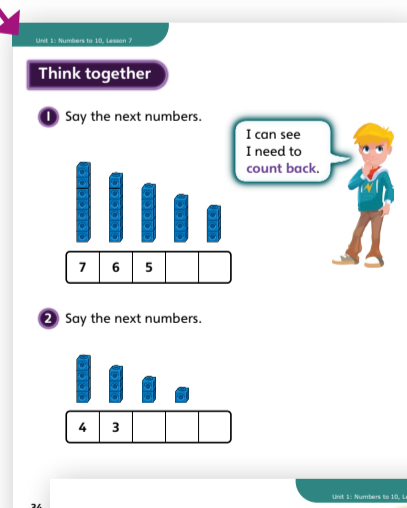 Unit 1: Numbers to 10, Lesson 7
Think together
1 Say the next numbers.
I can see
I need to
count back.
7 6 5
2 Say the next numbers.
4 3
Unit 1: Numbers to 10, L